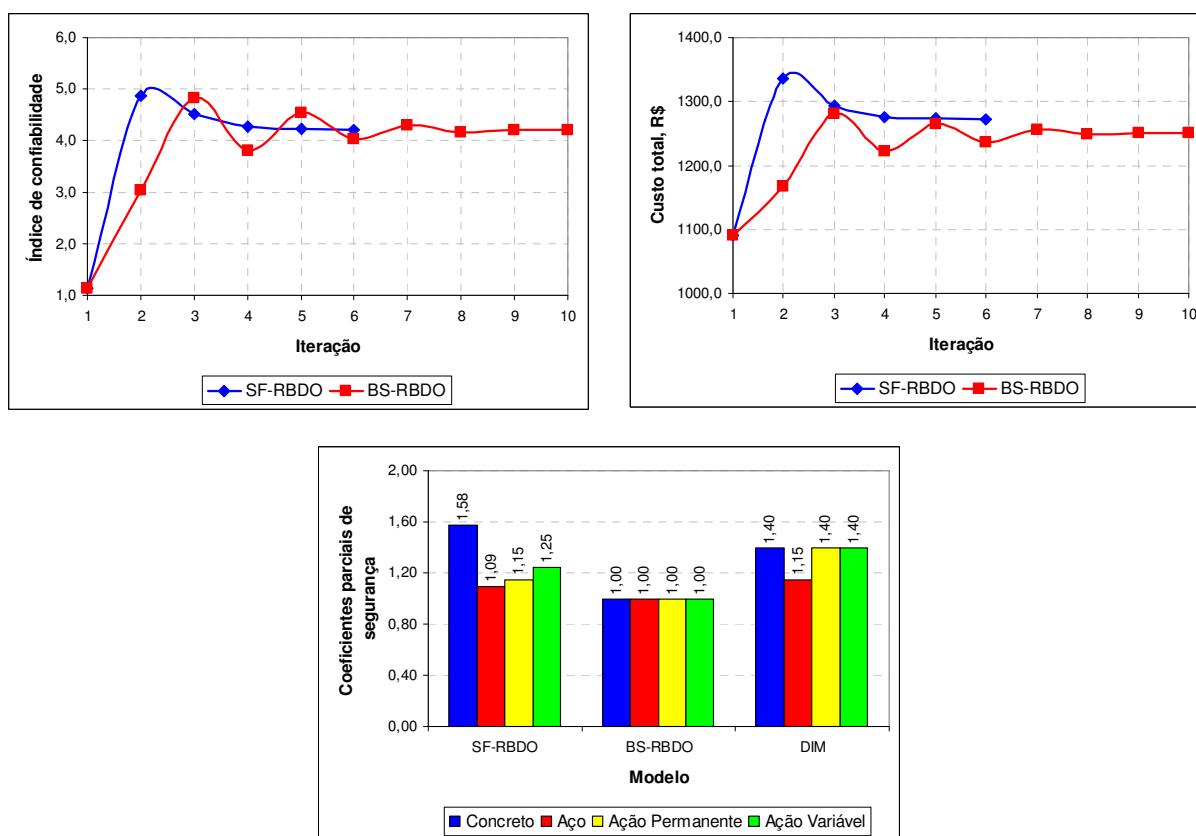 6,0
5,0
4,0
3,0
2,0
1,0
Índice de confiabilidade
1 2 3 4 5 6 7 8 9 10
Iteração
SF-RBDO BS-RBDO
1400,0
1300,0
1200,0
1100,0
1000,0
Custo total, R$
1 2 3 4 5 6 7 8 9 10
Iteração
SF-RBDO BS-RBDO
2,00
1,60
1,20
0,80
0,40
0,00
Coeficientes parciais de
segurança
1,58
1,09
1,15
1,25
1,00
1,00
1,00
1,00
1,40
1,15
1,40
1,40
SF-RBDO BS-RBDO DIM
Modelo
Concreto Aço Ação Permanente Ação Variável